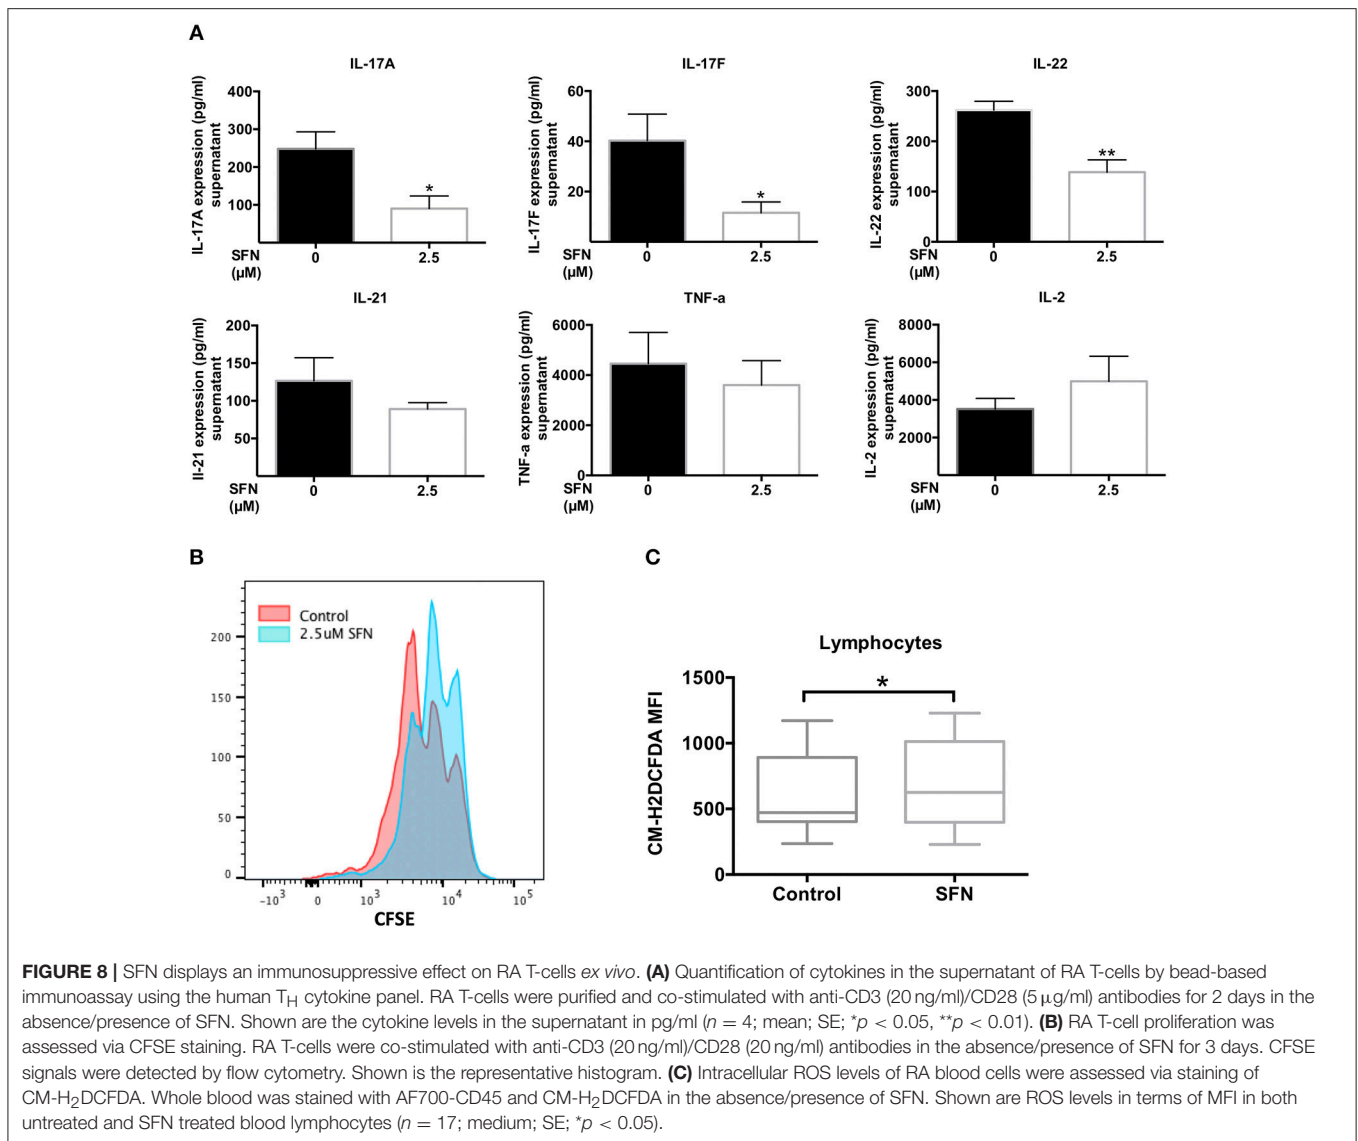 A
IL-17A
IL-17A expression (pg/ml)
supernatant
400
300
200
100
SFN
(µM)
0
2.5
*
IL-17F
IL-17F expression (pg/ml)
supernatant
60
40
20
SFN
(µM)
0
2.5
*
IL-22
IL-22 expression (pg/ml)
supernatant
300
200
100
0
SFN
(µM)
0
2.5
**
IL-21
Il-21 expression (pg/ml)
supernatant
200
150
100
50
SFN
(µM)
0
2.5
TNF-a
TNF-a expression (pg/ml)
supernatant
6000
4000
2000
0
SFN
(µM)
0
2.5
IL-2
IL-2 expression (pg/ml)
supernatant
8000
6000
4000
2000
SFN
(µM)
0
2.5
B
Control
2.5uM SFN
200
150
100
50
0
-10³ 0 10³ 10⁴ 10⁵
CFSE
C
Lymphocytes
CM-H2DCFDA MFI
1500
1000
500
0
*
Control SFN
FIGURE 8 | SFN displays an immunosuppressive effect on RA T-cells ex vivo. (A) Quantification of cytokines in the supernatant of RA T-cells by bead-based
immunoassay using the human T_H cytokine panel. RA T-cells were purified and co-stimulated with anti-CD3 (20 ng/ml)/CD28 (5 µg/ml) antibodies for 2 days in the
absence/presence of SFN. Shown are the cytokine levels in the supernatant in pg/ml (n = 4; mean; SE; *p < 0.05, **p < 0.01). (B) RA T-cell proliferation was
assessed via CFSE staining. RA T-cells were co-stimulated with anti-CD3 (20 ng/ml)/CD28 (20 ng/ml) antibodies in the absence/presence of SFN for 3 days. CFSE
signals were detected by flow cytometry. Shown is the representative histogram. (C) Intracellular ROS levels of RA blood cells were assessed via staining of
CM-H₂DCFDA. Whole blood was stained with AF700-CD45 and CM-H₂DCFDA in the absence/presence of SFN. Shown are ROS levels in terms of MFI in both
untreated and SFN treated blood lymphocytes (n = 17; medium; SE; *p < 0.05).